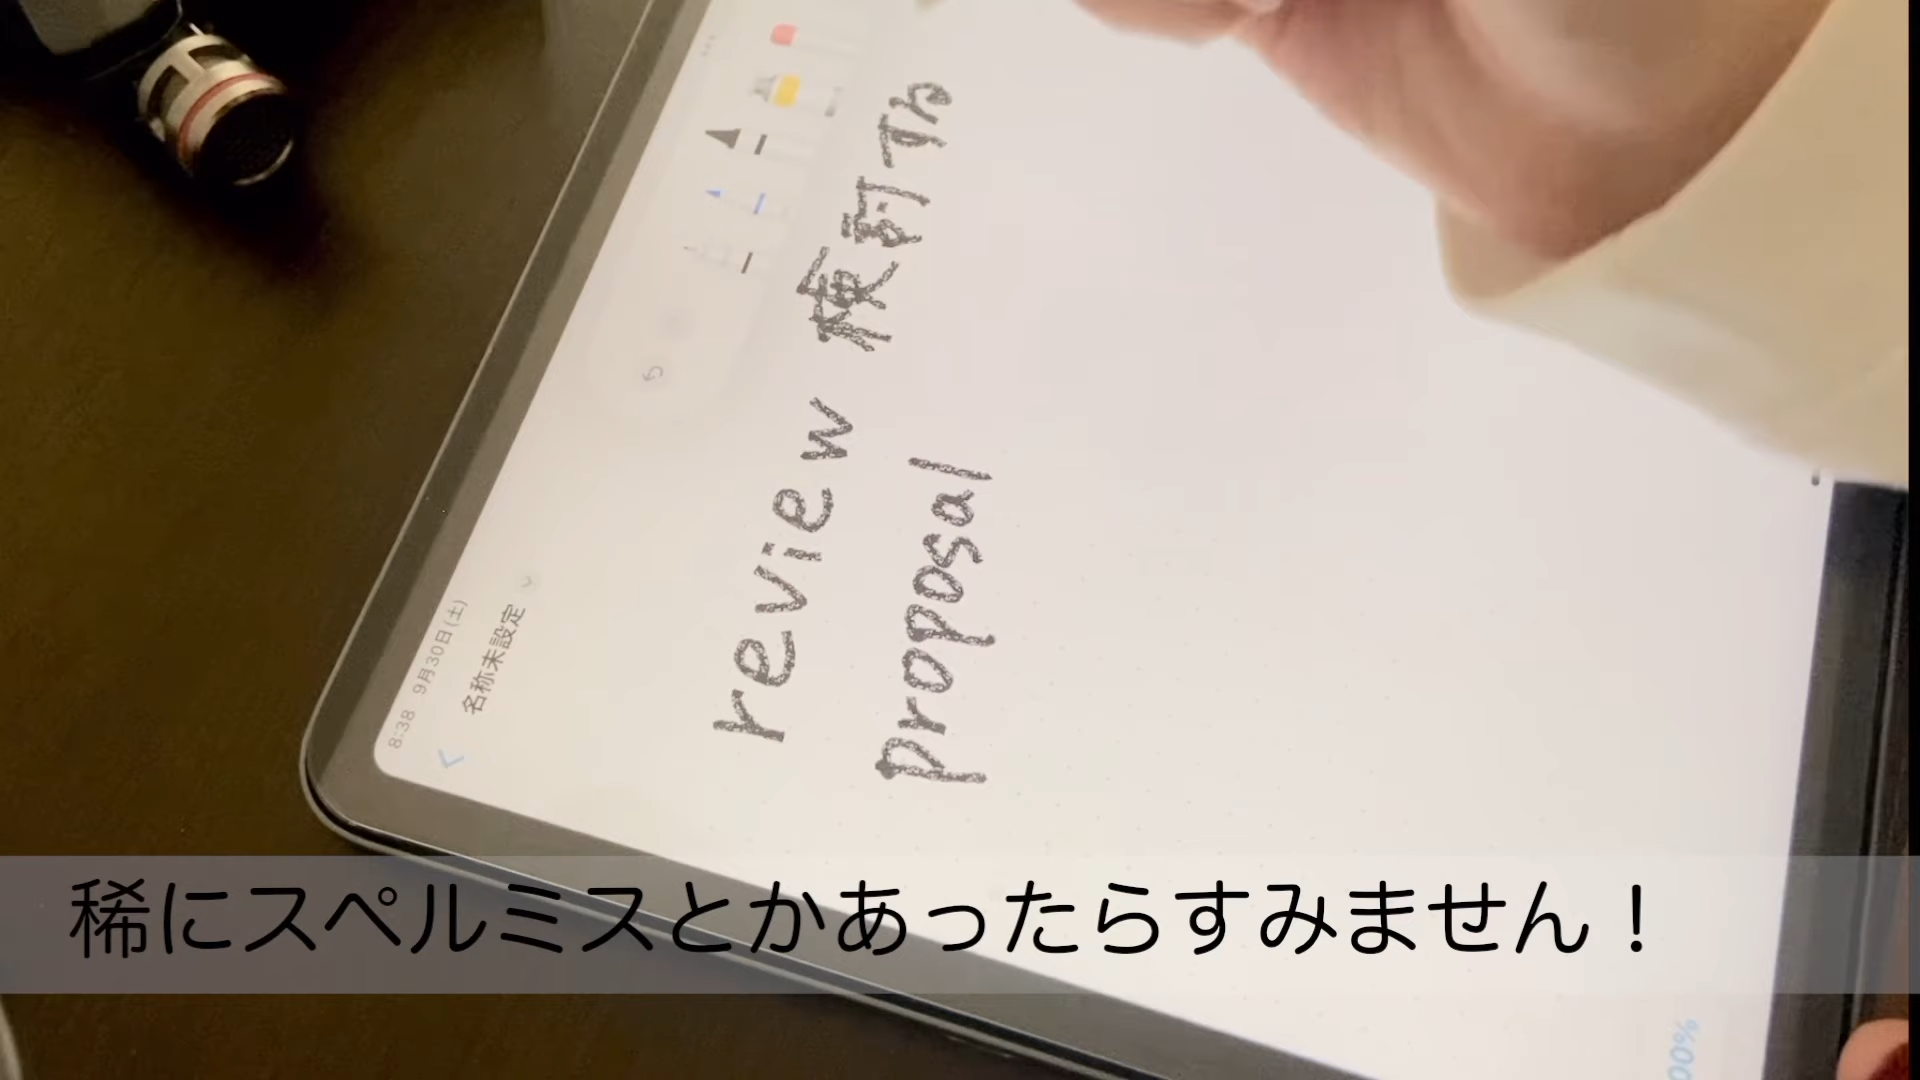 8:38 9月30日(土)
名称未設定
review 検討する
proposal
00%
稀にスペルミスとかあったらすみません！